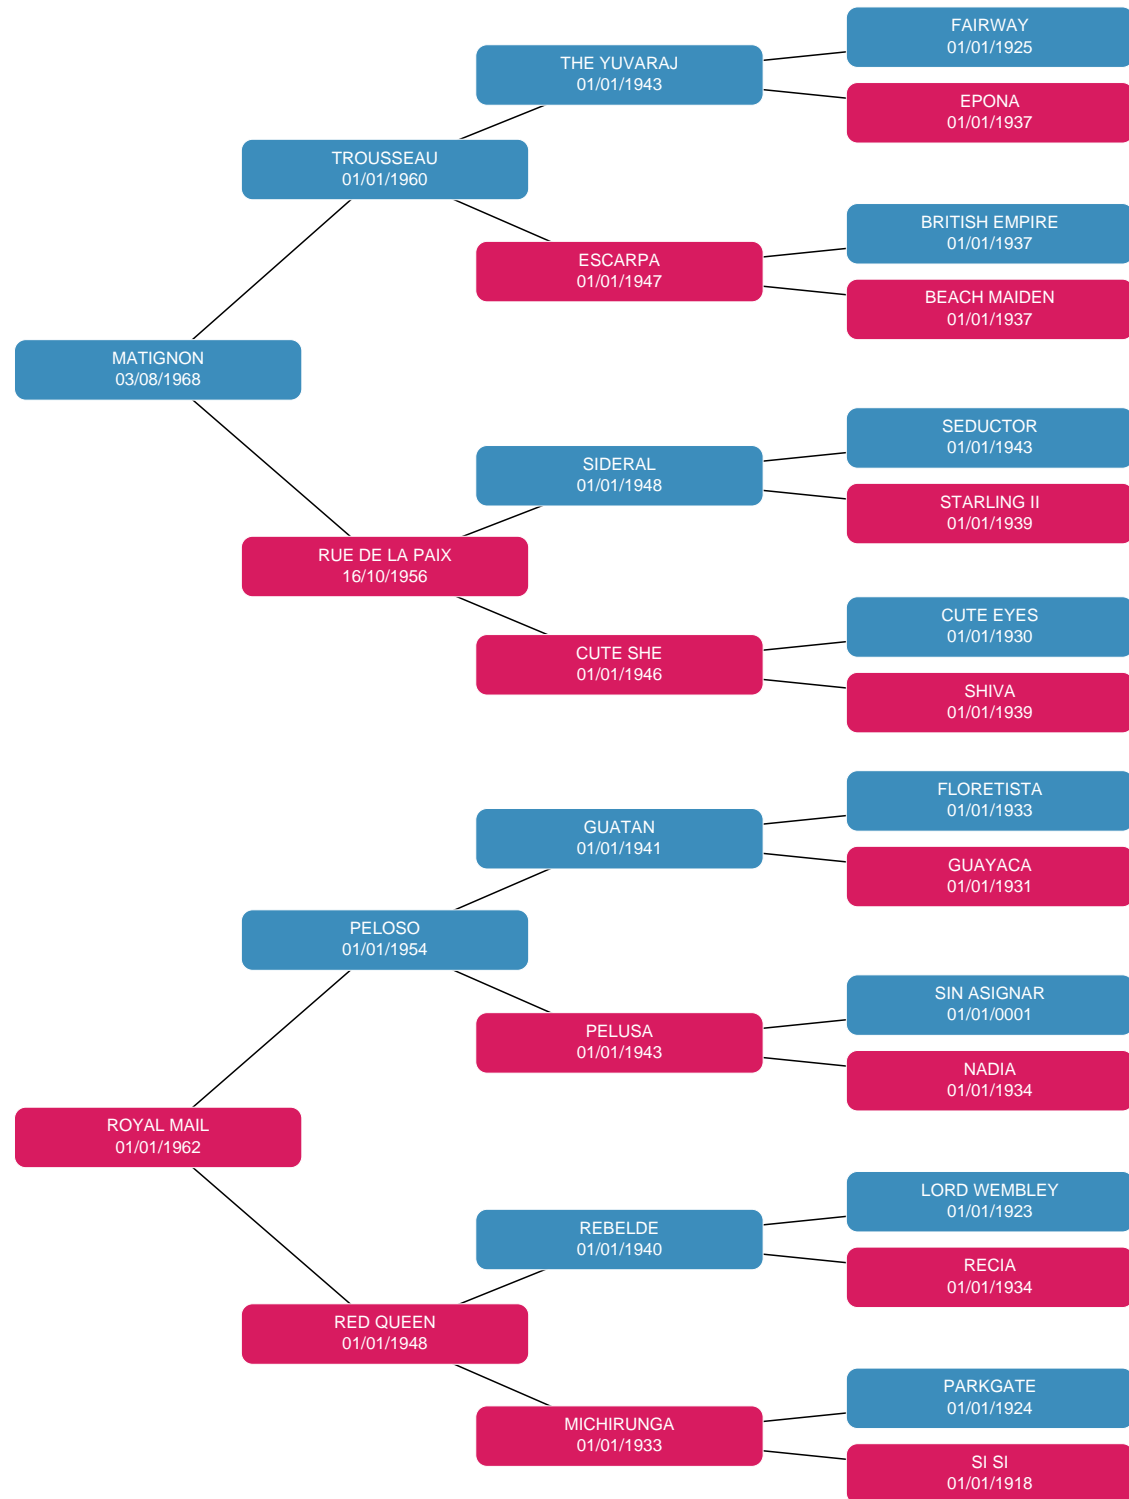 FAIRWAY
01/01/1925
THE YUVARAJ
01/01/1943
EPONA
01/01/1937
TROUSSEAU
01/01/1960
BRITISH EMPIRE
01/01/1937
ESCARPA
01/01/1947
BEACH MAIDEN
01/01/1937
MATIGNON
03/08/1968
SEDUCTOR
01/01/1943
SIDERAL
01/01/1948
STARLING II
01/01/1939
RUE DE LA PAIX
16/10/1956
CUTE EYES
01/01/1930
CUTE SHE
01/01/1946
SHIVA
01/01/1939
FLORETISTA
01/01/1933
GUATAN
01/01/1941
GUAYACA
01/01/1931
PELOSO
01/01/1954
SIN ASIGNAR
01/01/0001
PELUSA
01/01/1943
NADIA
01/01/1934
ROYAL MAIL
01/01/1962
LORD WEMBLEY
01/01/1923
REBELDE
01/01/1940
RECIA
01/01/1934
RED QUEEN
01/01/1948
PARKGATE
01/01/1924
MICHIRUNGA
01/01/1933
SI SI
01/01/1918